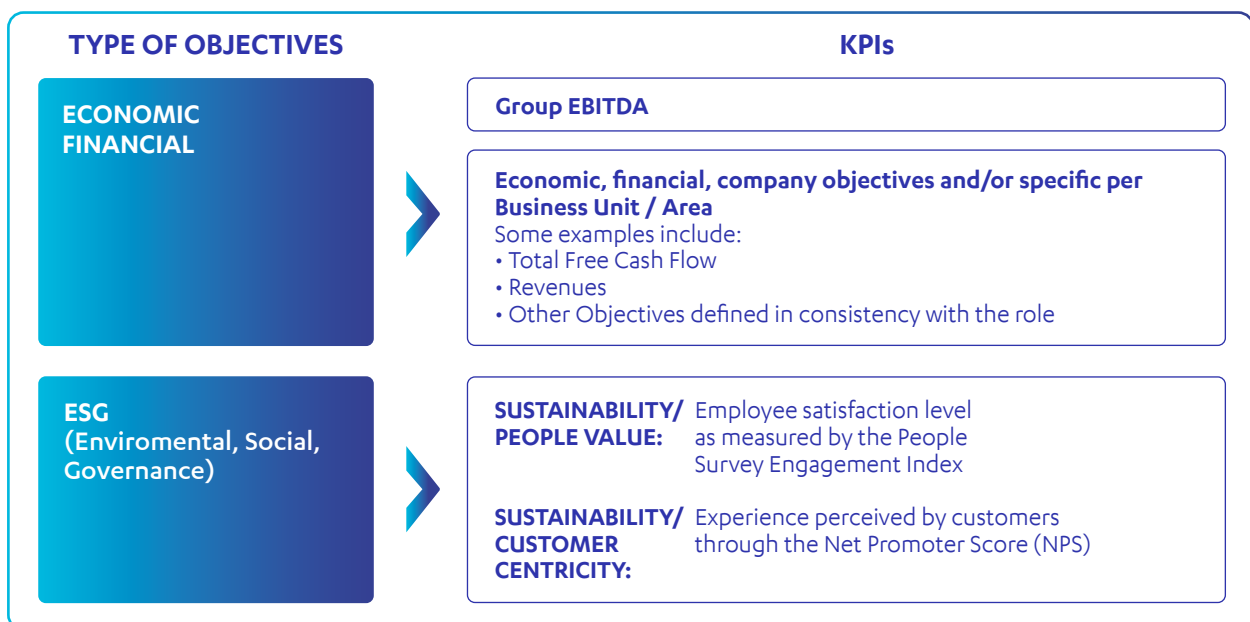 TYPE OF OBJECTIVES
KPIs
ECONOMIC
FINANCIAL
Group EBITDA
Economic, financial, company objectives and/or specific per
Business Unit / Area
Some examples include:
• Total Free Cash Flow
• Revenues
• Other Objectives defined in consistency with the role
ESG
(Enviromental, Social,
Governance)
SUSTAINABILITY/ Employee satisfaction level
PEOPLE VALUE: as measured by the People
Survey Engagement Index
SUSTAINABILITY/ Experience perceived by customers
CUSTOMER through the Net Promoter Score (NPS)
CENTRICITY: